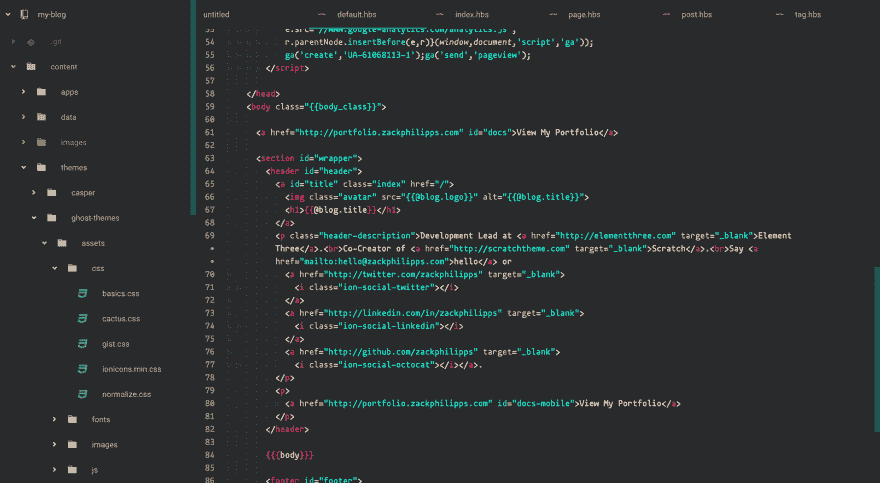 my-blog
.git
content
apps
data
images
themes
casper
ghost-themes
assets
css
basics.css
cactus.css
gist.css
ionicons.min.css
normalize.css
fonts
images
js
untitled
default.hbs
index.hbs
page.hbs
post.hbs
tag.hbs
53 e.src='//www.google-analytics.com/analytics.js';
54 r.parentNode.insertBefore(e,r)}(window,document,'script','ga'));
55 ga('create','UA-61068113-1');ga('send','pageview');
56 </script>
57
58 </head>
59 <body class="{{body_class}}">
60
61 <a href="http://portfolio.zackphilipps.com" id="docs">View My Portfolio</a>
62
63 <section id="wrapper">
64 <header id="header">
65 <a id="title" class="index" href="/">
66 <img class="avatar" src="{{@blog.logo}}" alt="{{@blog.title}}">
67 <h1>{{@blog.title}}</h1>
68 </a>
69 <p class="header-description">Development Lead at <a href="http://elementthree.com" target="_blank">Element
• Three</a>.<br>Co-Creator of <a href="http://scratchtheme.com" target="_blank">Scratch</a>.<br>Say <a
• href="mailto:hello@zackphilipps.com">hello</a> or
70 <a href="http://twitter.com/zackphilipps" target="_blank">
71 <i class="ion-social-twitter"></i>
72 </a>
73 <a href="http://linkedin.com/in/zackphilipps" target="_blank">
74 <i class="ion-social-linkedin"></i>
75 </a>
76 <a href="http://github.com/zackphilipps" target="_blank">
77 <i class="ion-social-octocat"></i></a>.
78 </p>
79 <p>
80 <a href="http://portfolio.zackphilipps.com" id="docs-mobile">View My Portfolio</a>
81 </p>
82 </header>
83
84 {{{body}}}
85
86 <footer id="footer">